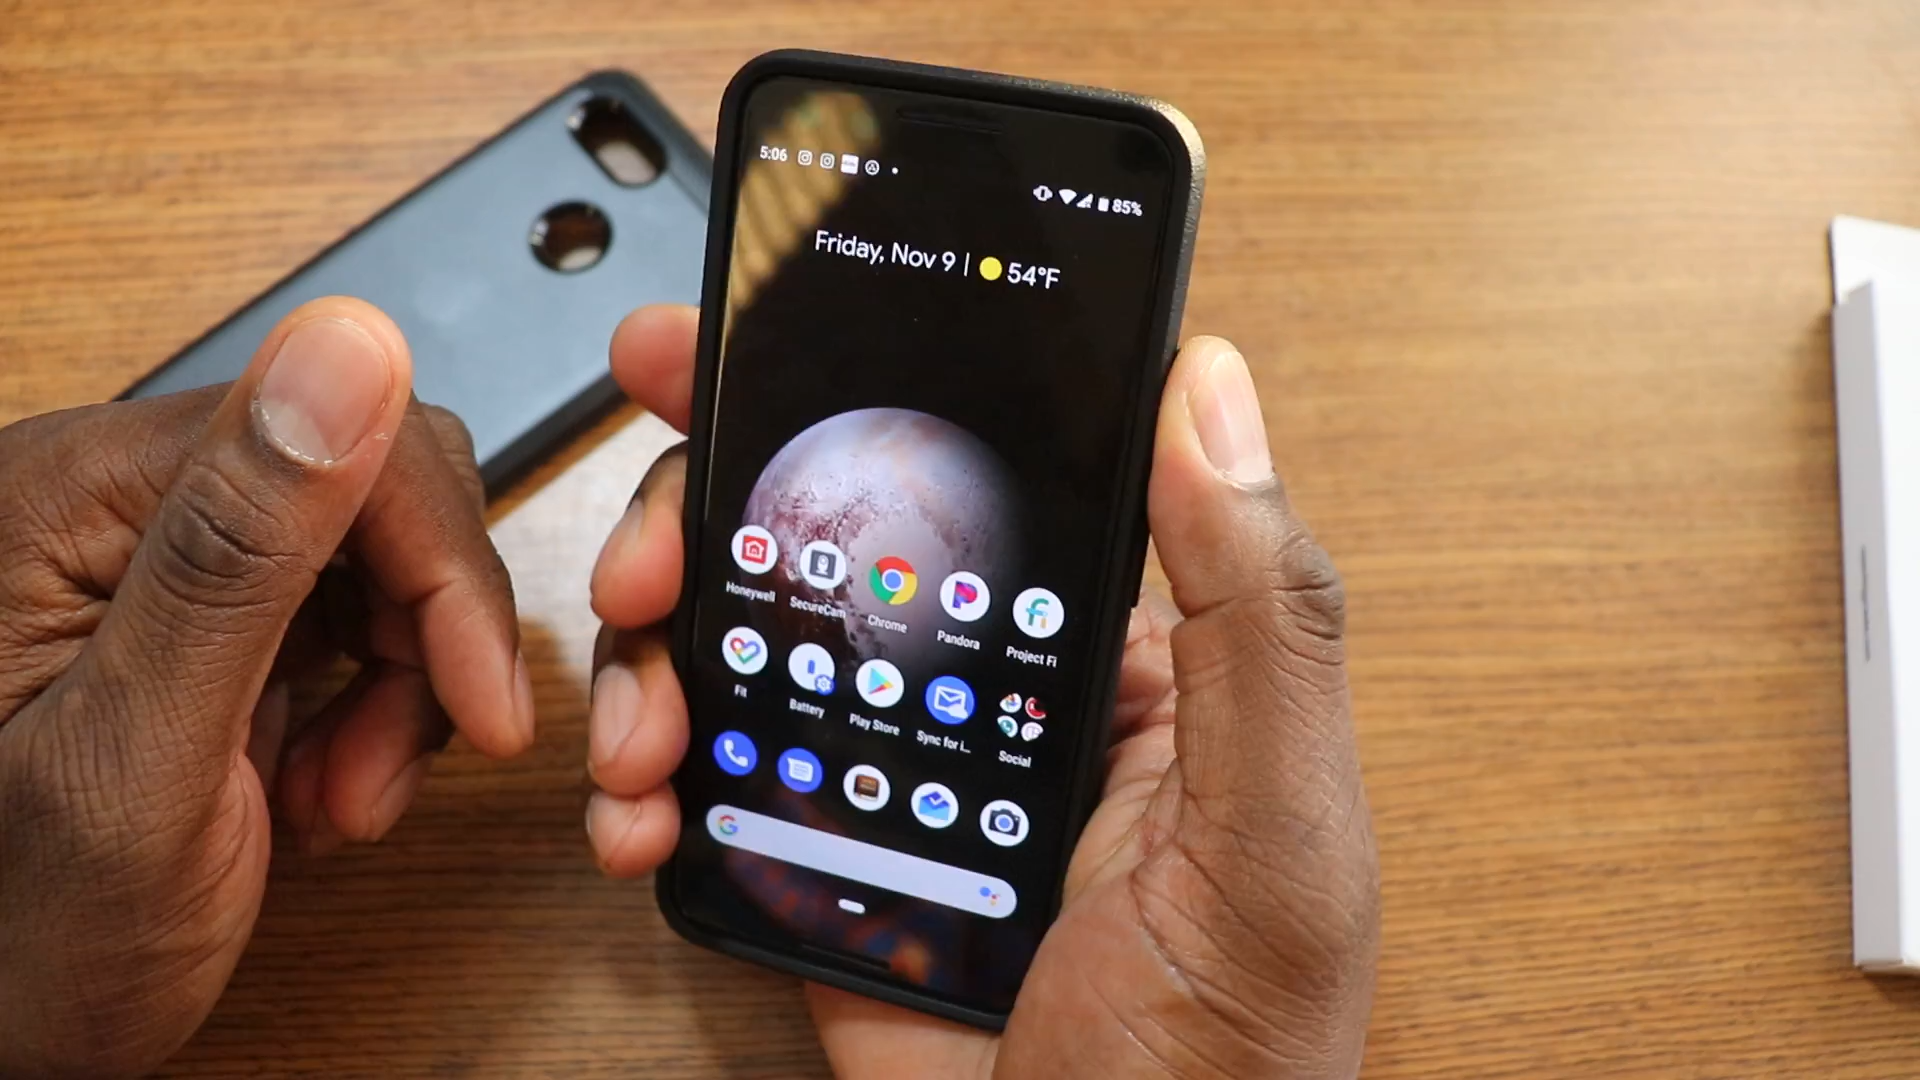 5:06
85%
Friday, Nov 9 | 54°F
Honeywell SecureCam Chrome Pandora Project Fi
Fit Battery Play Store Sync for i... Social